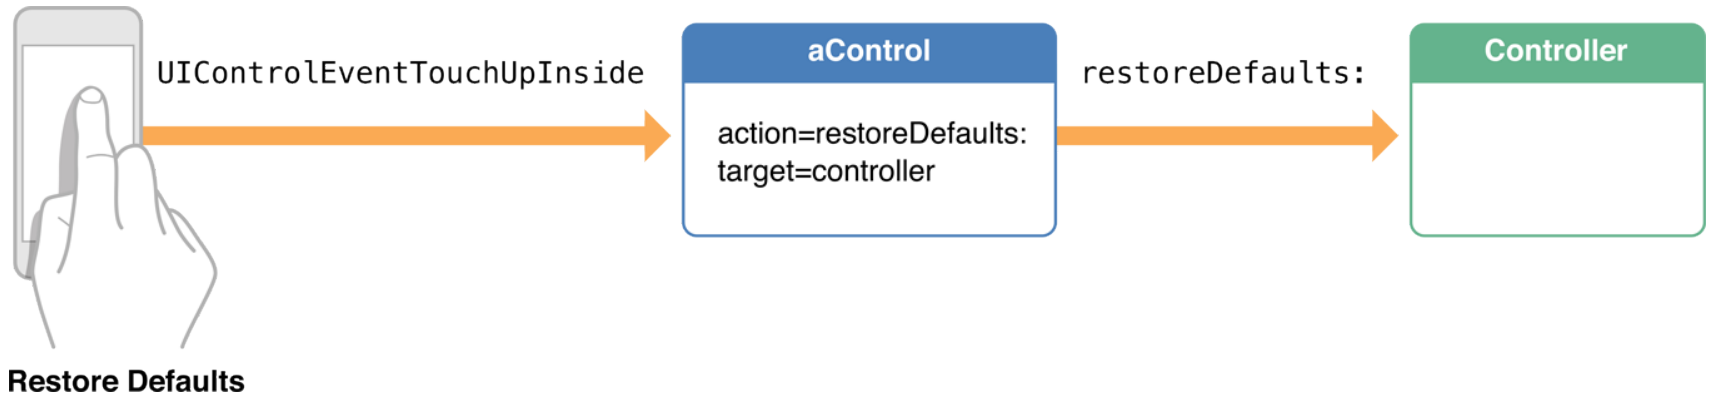 UIControlEventTouchUpInside
aControl
action=restoreDefaults:
target=controller
restoreDefaults:
Controller
Restore Defaults